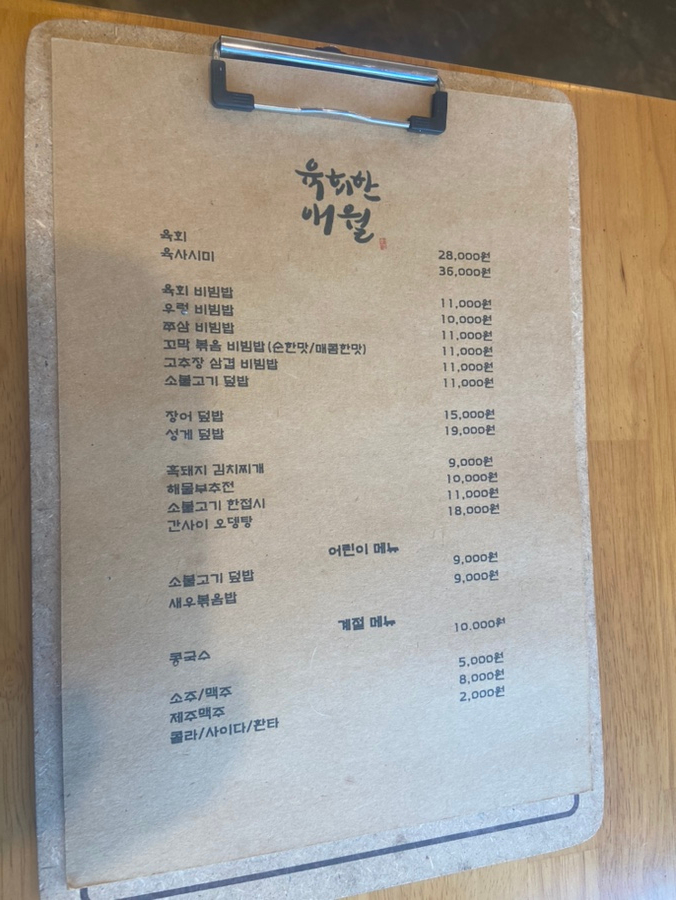 육회한
애월
육회 28,000원
육사시미 36,000원
육회 비빔밥 11,000원
우렁 비빔밥 10,000원
쭈삼 비빔밥 11,000원
꼬막 볶음 비빔밥(순한맛/매콤한맛) 11,000원
고추장 삼겹 비빔밥 11,000원
소불고기 덮밥 11,000원
장어 덮밥 15,000원
성게 덮밥 19,000원
흑돼지 김치찌개 9,000원
해물부추전 10,000원
소불고기 한접시 11,000원
간사이 오뎅탕 18,000원
어린이 메뉴
소불고기 덮밥 9,000원
새우볶음밥 9,000원
계절 메뉴
콩국수 10.000원
소주/맥주 5,000원
제주맥주 8,000원
콜라/사이다/환타 2,000원